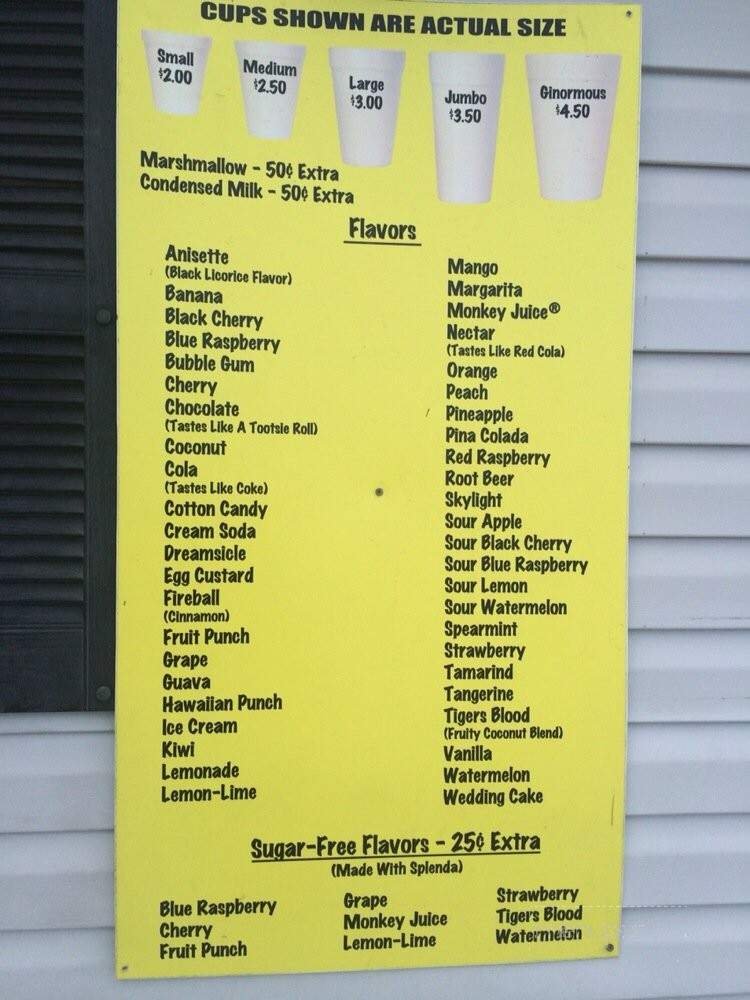 CUPS SHOWN ARE ACTUAL SIZE
Small
$2.00
Medium
$2.50
Large
$3.00
Jumbo
$3.50
Ginormous
$4.50
Marshmallow - 50¢ Extra
Condensed Milk - 50¢ Extra
Flavors
Anisette
(Black Licorice Flavor)
Banana
Black Cherry
Blue Raspberry
Bubble Gum
Cherry
Chocolate
(Tastes Like A Tootsie Roll)
Coconut
Cola
(Tastes Like Coke)
Cotton Candy
Cream Soda
Dreamsicle
Egg Custard
Fireball
(Cinnamon)
Fruit Punch
Grape
Guava
Hawaiian Punch
Ice Cream
Kiwi
Lemonade
Lemon-Lime
Mango
Margarita
Monkey Juice®
Nectar
(Tastes Like Red Cola)
Orange
Peach
Pineapple
Pina Colada
Red Raspberry
Root Beer
Skylight
Sour Apple
Sour Black Cherry
Sour Blue Raspberry
Sour Lemon
Sour Watermelon
Spearmint
Strawberry
Tamarind
Tangerine
Tigers Blood
(Fruity Coconut Blend)
Vanilla
Watermelon
Wedding Cake
Sugar-Free Flavors - 25¢ Extra
(Made With Splenda)
Blue Raspberry
Cherry
Fruit Punch
Grape
Monkey Juice
Lemon-Lime
Strawberry
Tigers Blood
Watermelon